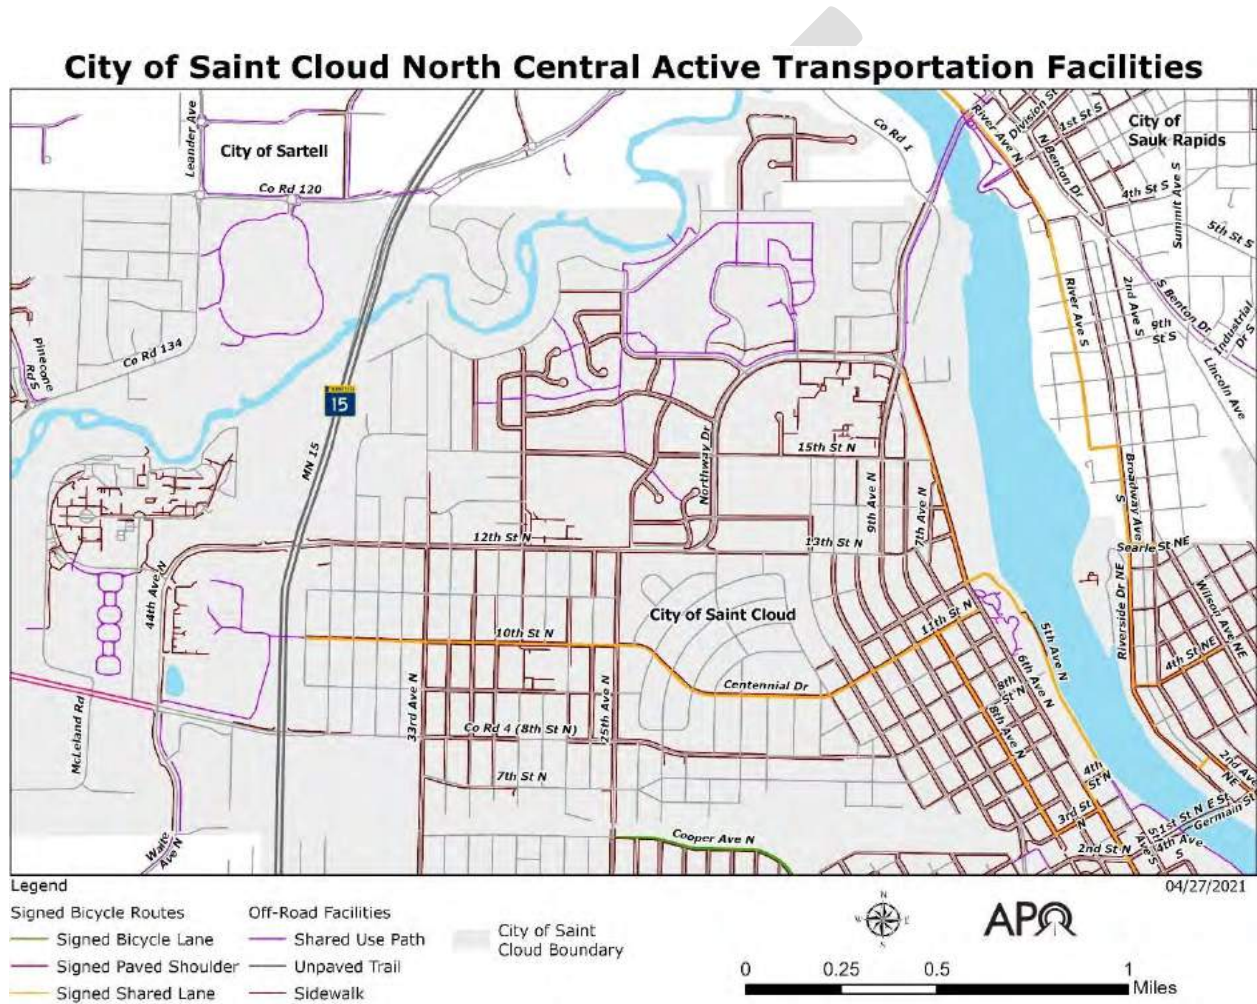 City of Saint Cloud North Central Active Transportation Facilities
Leander Ave
City of Sartell
Co Rd 120
Co Rd 1
River Ave N
Division St
1st St S
City of
Sauk Rapids
N Benton Dr
4th St S
Summit Ave S
5th St S
2nd Ave S
S Benton Dr
Industrial
Dr S
River Ave S
9th
St S
Lincoln Ave
Pinecone
Rd S
Co Rd 134
15
MN 15
Northway Dr
15th St N
9th Ave N
7th Ave N
Broadway Ave
S
12th St N
13th St N
Searle St NE
44th Ave N
City of Saint Cloud
Riverside Dr NE
Wilson Ave NE
10th St N
11th St N
5th Ave N
4th St NE
6th Ave N
8th
St N
Centennial Dr
McLeland Rd
33rd Ave N
25th Ave N
Co Rd 4 (8th St N)
8th Ave N
7th St N
4th
St N
2nd Ave
NE
3rd St
N
1st St N
E St
Germain St
Waite
Ave N
Cooper Ave N
2nd St N
5th
Ave S
4th Ave
S
04/27/2021
Legend
Signed Bicycle Routes
Signed Bicycle Lane
Signed Paved Shoulder
Signed Shared Lane
Off-Road Facilities
Shared Use Path
Unpaved Trail
Sidewalk
City of Saint
Cloud Boundary
N
E
S
W
APO
0 0.25 0.5 1
Miles